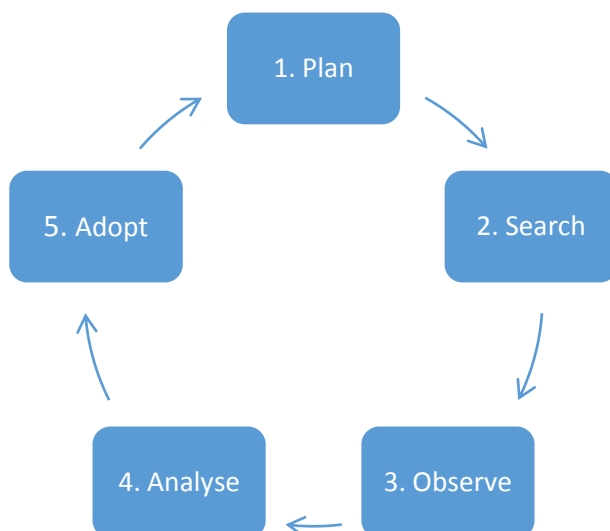 1. Plan
2. Search
3. Observe
4. Analyse
5. Adopt